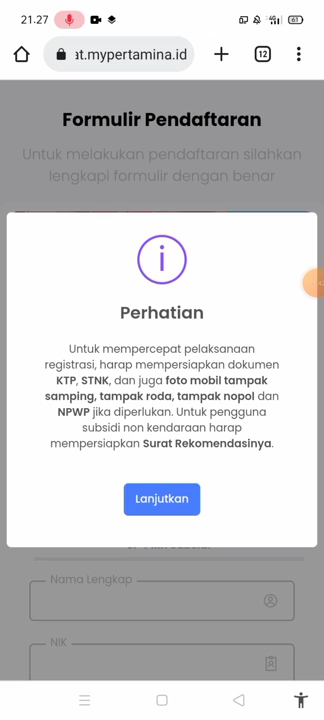 21.27
61
at.mypertamina.id
12
Formulir Pendaftaran
Untuk melakukan pendaftaran silahkan
lengkapi formulir dengan benar
Perhatian
Untuk mempercepat pelaksanaan
registrasi, harap mempersiapkan dokumen
KTP, STNK, dan juga foto mobil tampak
samping, tampak roda, tampak nopol dan
NPWP jika diperlukan. Untuk pengguna
subsidi non kendaraan harap
mempersiapkan Surat Rekomendasinya.
Lanjutkan
Nama Lengkap
NIK